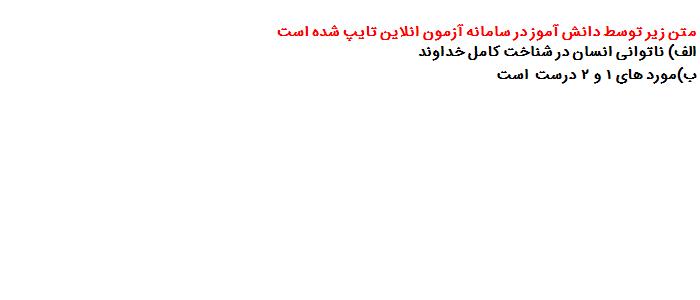 متن زیر توسط دانش آموز در سامانه آزمون انلاین تایپ شده است
الف) ناتوانی انسان در شناخت کامل خداوند
ب)مورد های ۱ و ۲ درست است